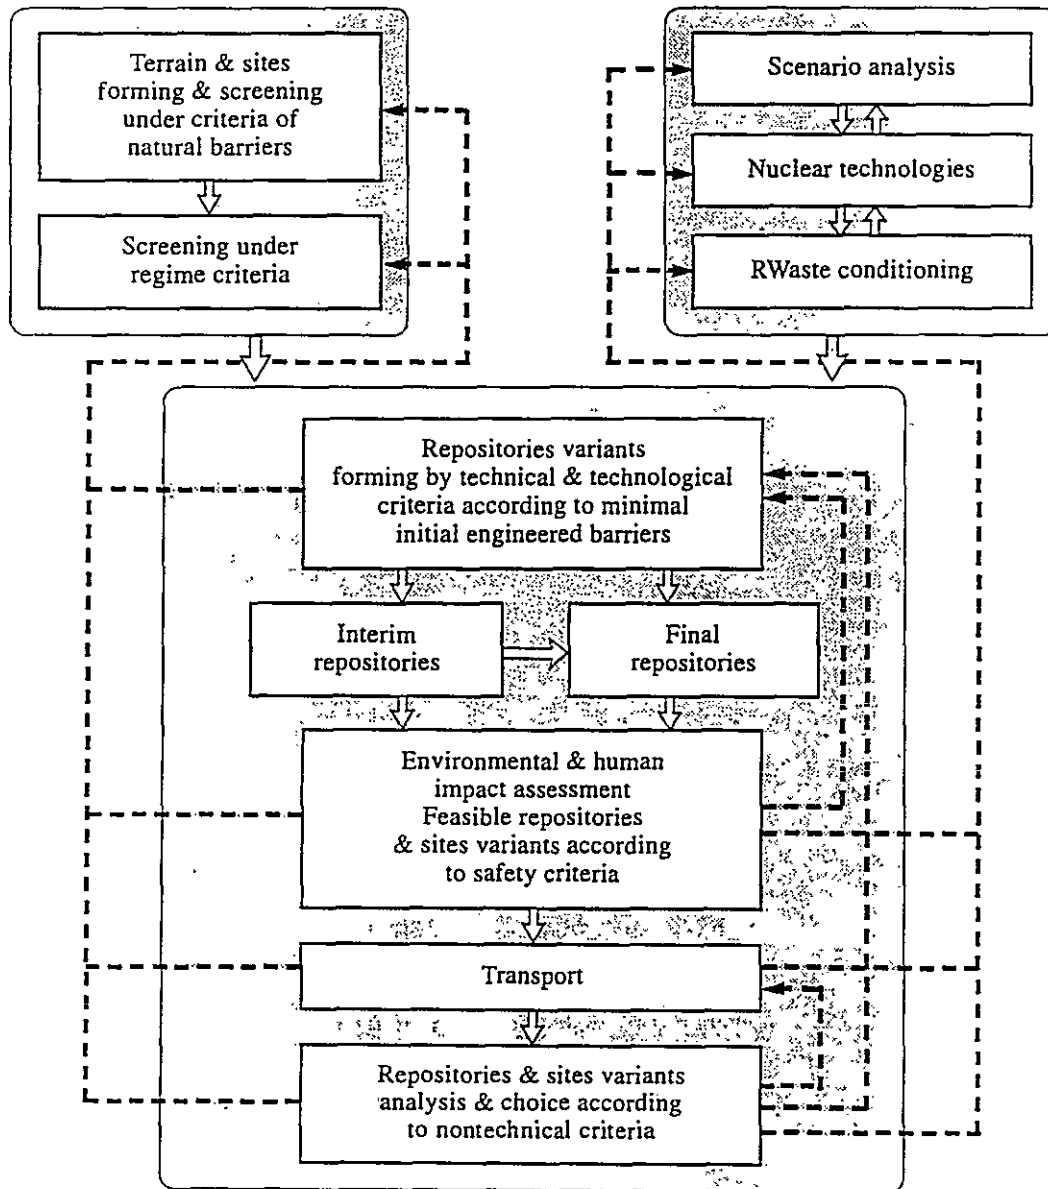 Terrain & sites
forming & screening
under criteria of
natural barriers
Screening under
regime criteria
Scenario analysis
Nuclear technologies
RWaste conditioning
Repositories variants
forming by technical & technological
criteria according to minimal
initial engineered barriers
Interim
repositories
Final
repositories
Environmental & human
impact assessment
Feasible repositories
& sites variants according
to safety criteria
Transport
Repositories & sites variants
analysis & choice according
to nontechnical criteria